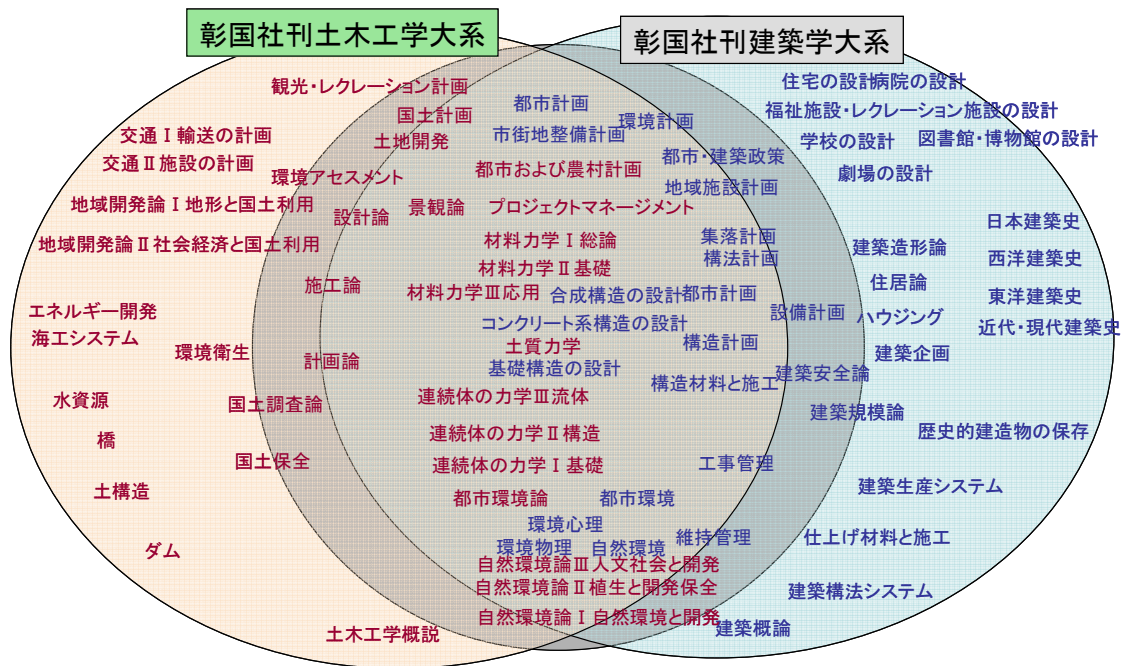 彰国社刊土木工学大系
彰国社刊建築学大系
観光・レクレーション計画
国土計画
土地開発
交通Ⅰ輸送の計画
交通Ⅱ施設の計画
環境アセスメント
地域開発論Ⅰ地形と国土利用
設計論
地域開発論Ⅱ社会経済と国土利用
施工論
エネルギー開発
海工システム
環境衛生
計画論
水資源
国土調査論
橋
国土保全
土構造
ダム
土木工学概説
都市計画
環境計画
市街地整備計画
都市・建築政策
都市および農村計画
地域施設計画
景観論
プロジェクトマネージメント
材料力学Ⅰ総論
集落計画
構法計画
材料力学Ⅱ基礎
材料力学Ⅲ応用
合成構造の設計
都市計画
設備計画
コンクリート系構造の設計
土質力学
構造計画
基礎構造の設計
構造材料と施工
建築安全論
連続体の力学Ⅲ流体
連続体の力学Ⅱ構造
連続体の力学Ⅰ基礎
工事管理
都市環境論
都市環境
環境心理
環境物理
自然環境
維持管理
自然環境論Ⅲ人文社会と開発
自然環境論Ⅱ植生と開発保全
自然環境論Ⅰ自然環境と開発
住宅の設計
病院の設計
福祉施設・レクレーション施設の設計
学校の設計
図書館・博物館の設計
劇場の設計
日本建築史
建築造形論
西洋建築史
住居論
東洋建築史
ハウジング
近代・現代建築史
建築企画
建築規模論
歴史的建造物の保存
建築生産システム
仕上げ材料と施工
建築構法システム
建築概論